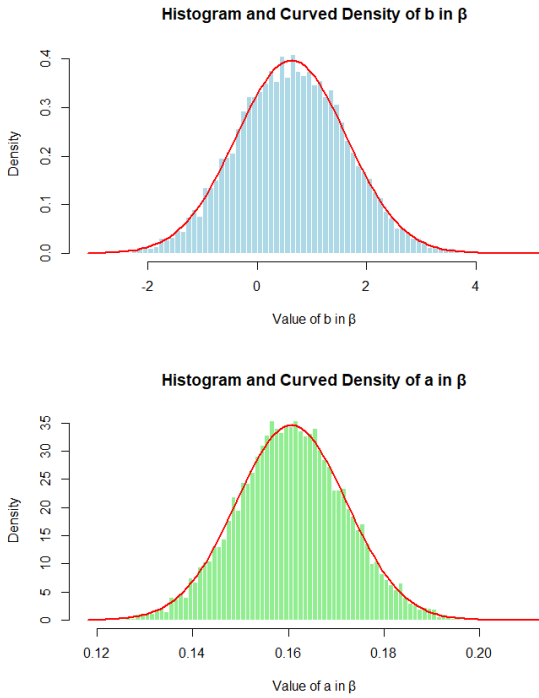 Histogram and Curved Density of b in β
Density
0.0 0.1 0.2 0.3 0.4
-2 0 2 4
Value of b in β
Histogram and Curved Density of a in β
Density
0 5 10 15 20 25 30 35
0.12 0.14 0.16 0.18 0.20
Value of a in β